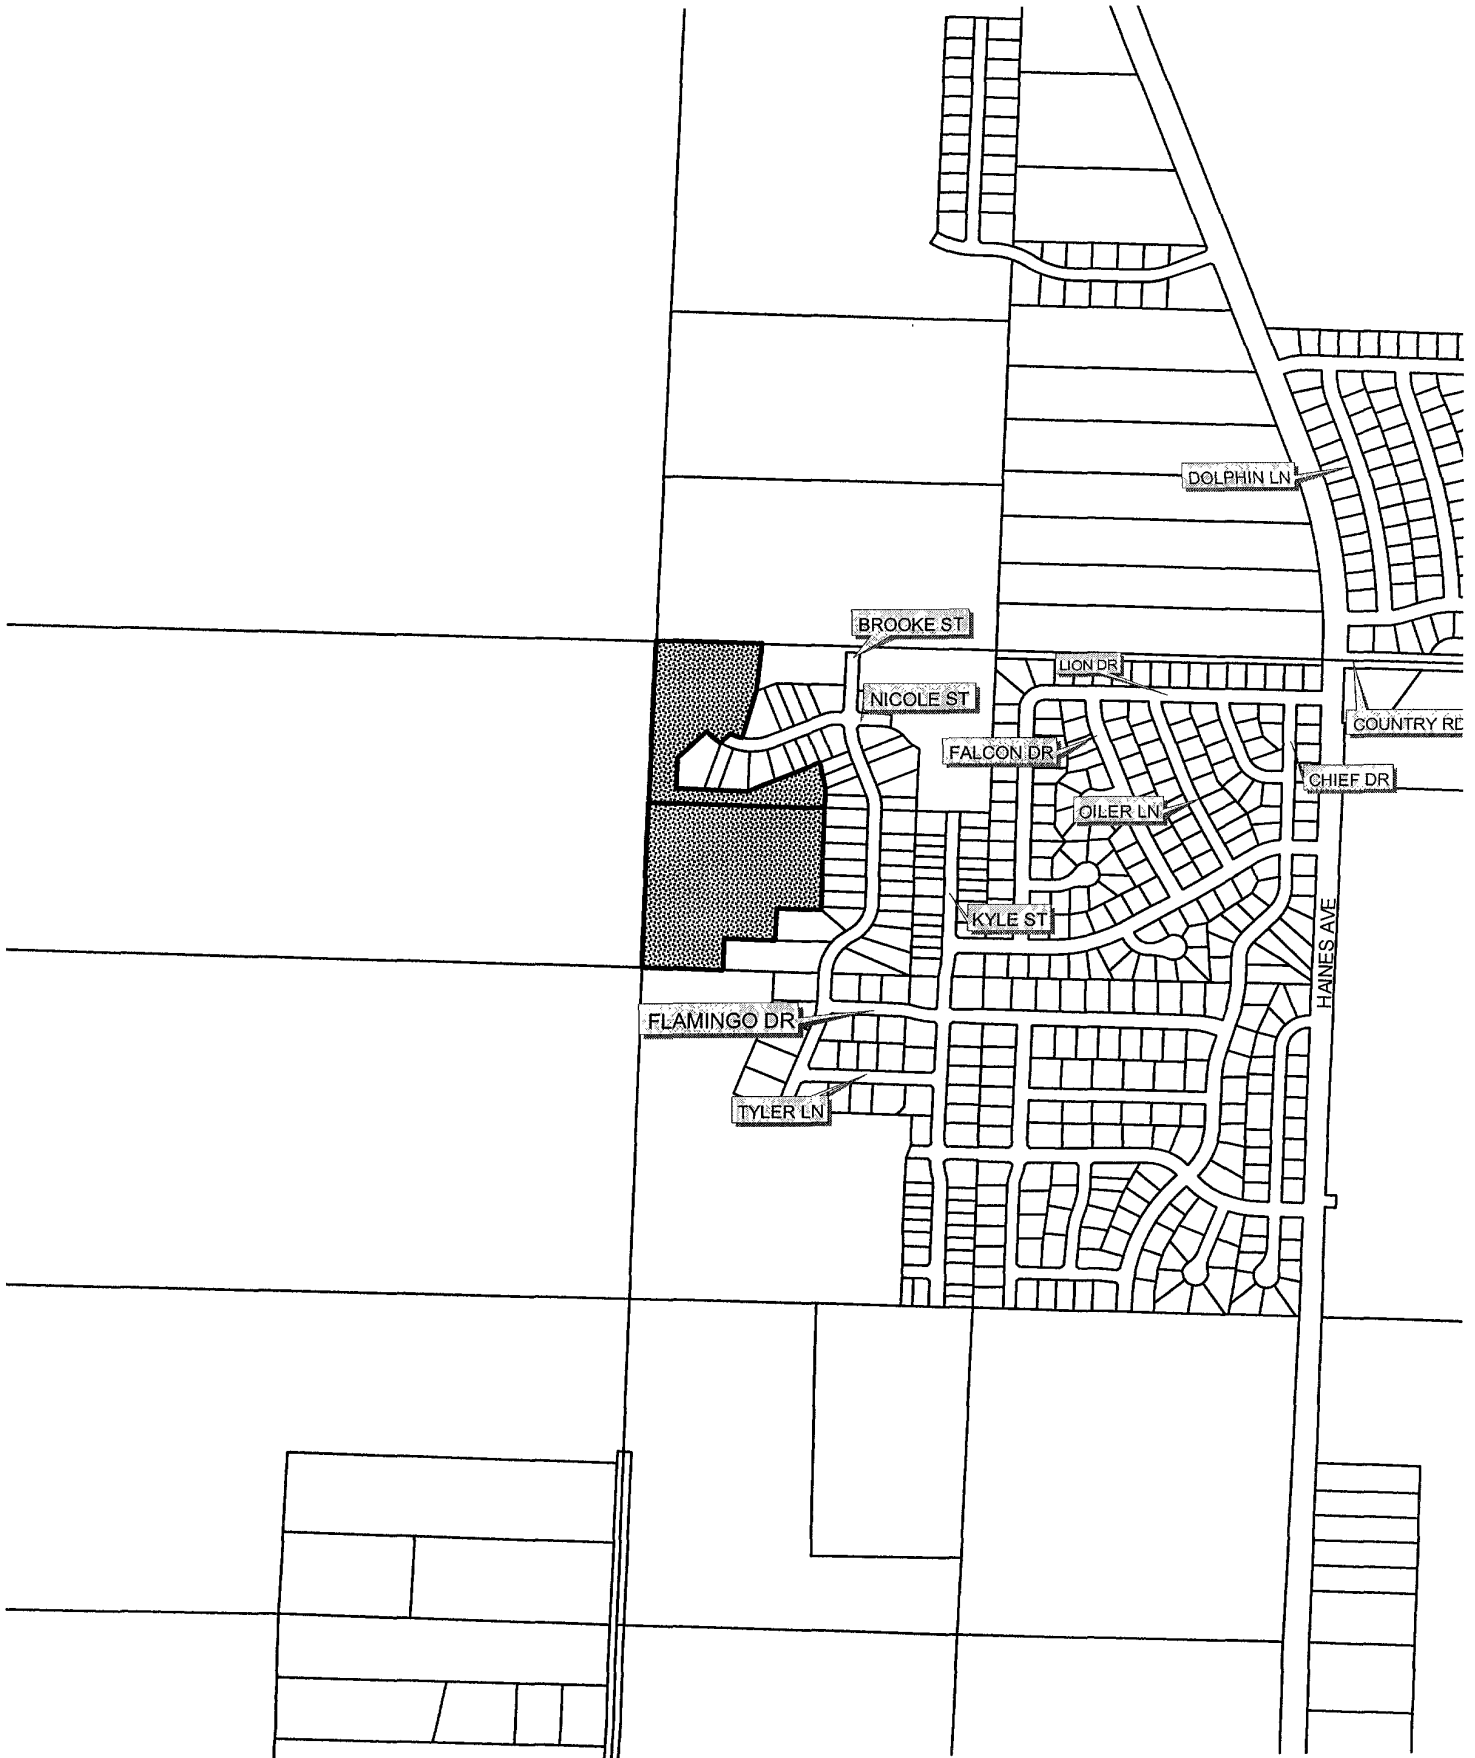 DOLPHIN LN
BROOKE ST
LION DR
NICOLE ST
COUNTRY RD
FALCON DR
CHIEF DR
OILER LN
KYLE ST
HAINES AVE
FLAMINGO DR
TYLER LN